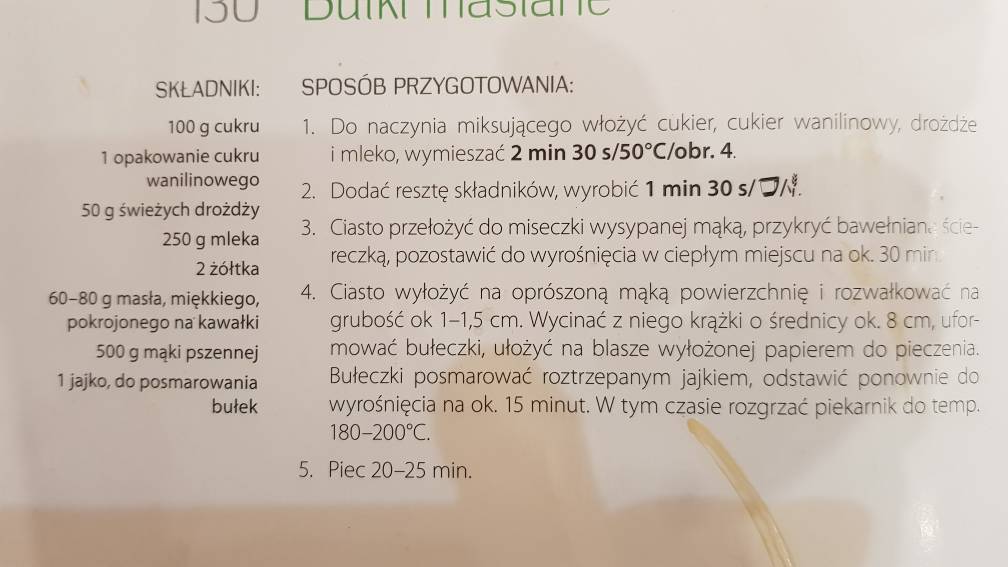 130 Bułki maślane
SKŁADNIKI:
100 g cukru
1 opakowanie cukru
wanilinowego
50 g świeżych drożdży
250 g mleka
2 żółtka
60–80 g masła, miękkiego,
pokrojonego na kawałki
500 g mąki pszennej
1 jajko, do posmarowania
bułek
SPOSÓB PRZYGOTOWANIA:
1. Do naczynia miksującego włożyć cukier, cukier wanilinowy, drożdże
i mleko, wymieszać 2 min 30 s/50°C/obr. 4.
2. Dodać resztę składników, wyrobić 1 min 30 s/
3. Ciasto przełożyć do miseczki wysypanej mąką, przykryć bawełnianą ście-
reczką, pozostawić do wyrośnięcia w ciepłym miejscu na ok. 30 min.
4. Ciasto wyłożyć na oprószoną mąką powierzchnię i rozwałkować na
grubość ok 1–1,5 cm. Wycinać z niego krążki o średnicy ok. 8 cm, ufor-
mować bułeczki, ułożyć na blasze wyłożonej papierem do pieczenia.
Bułeczki posmarować roztrzepanym jajkiem, odstawić ponownie do
wyrośnięcia na ok. 15 minut. W tym czasie rozgrzać piekarnik do temp.
180–200°C.
5. Piec 20–25 min.